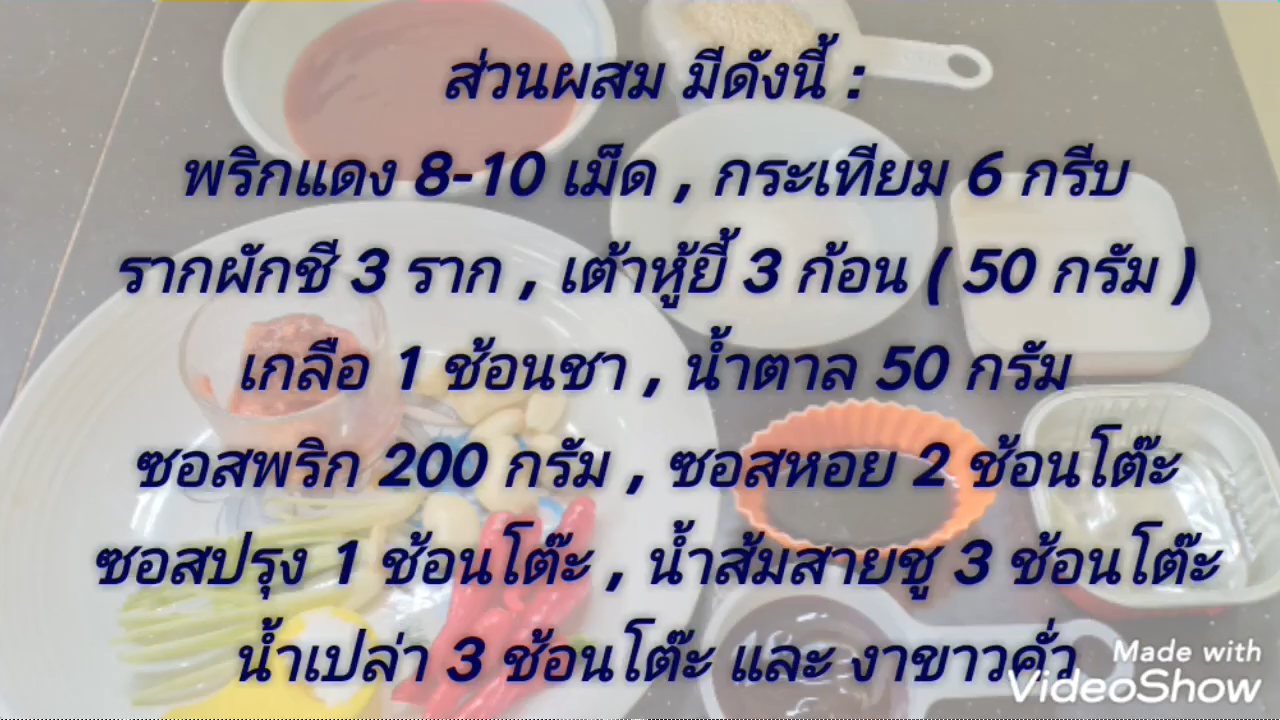 ส่วนผสม มีดังนี้ :
พริกแดง 8-10 เม็ด , กระเทียม 6 กรีบ
รากผักชี 3 ราก , เต้าหู้ยี้ 3 ก้อน ( 50 กรัม )
เกลือ 1 ช้อนชา , น้ำตาล 50 กรัม
ซอสพริก 200 กรัม , ซอสหอย 2 ช้อนโต๊ะ
ซอสปรุง 1 ช้อนโต๊ะ , น้ำส้มสายชู 3 ช้อนโต๊ะ
น้ำเปล่า 3 ช้อนโต๊ะ และ งาขาวคั่ว
Made with
VideoShow